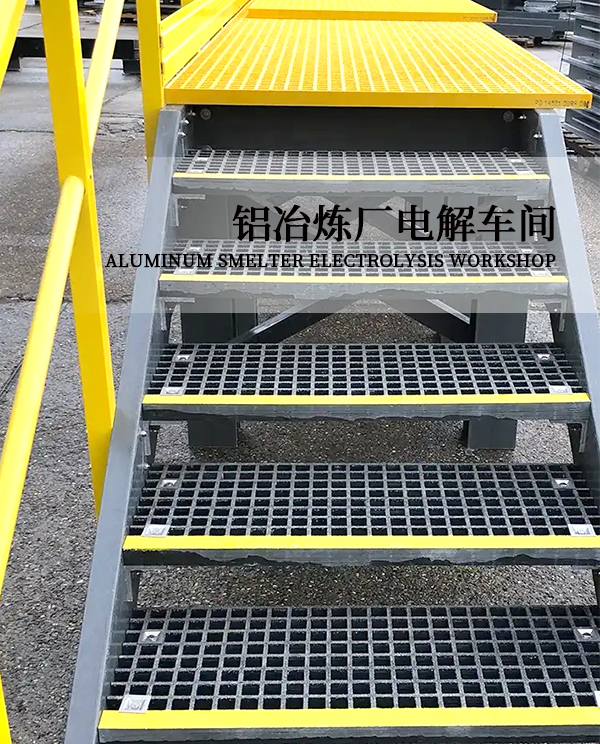 铝冶炼厂电解车间
ALUMINUM SMELTER ELECTROLYSIS WORKSHOP